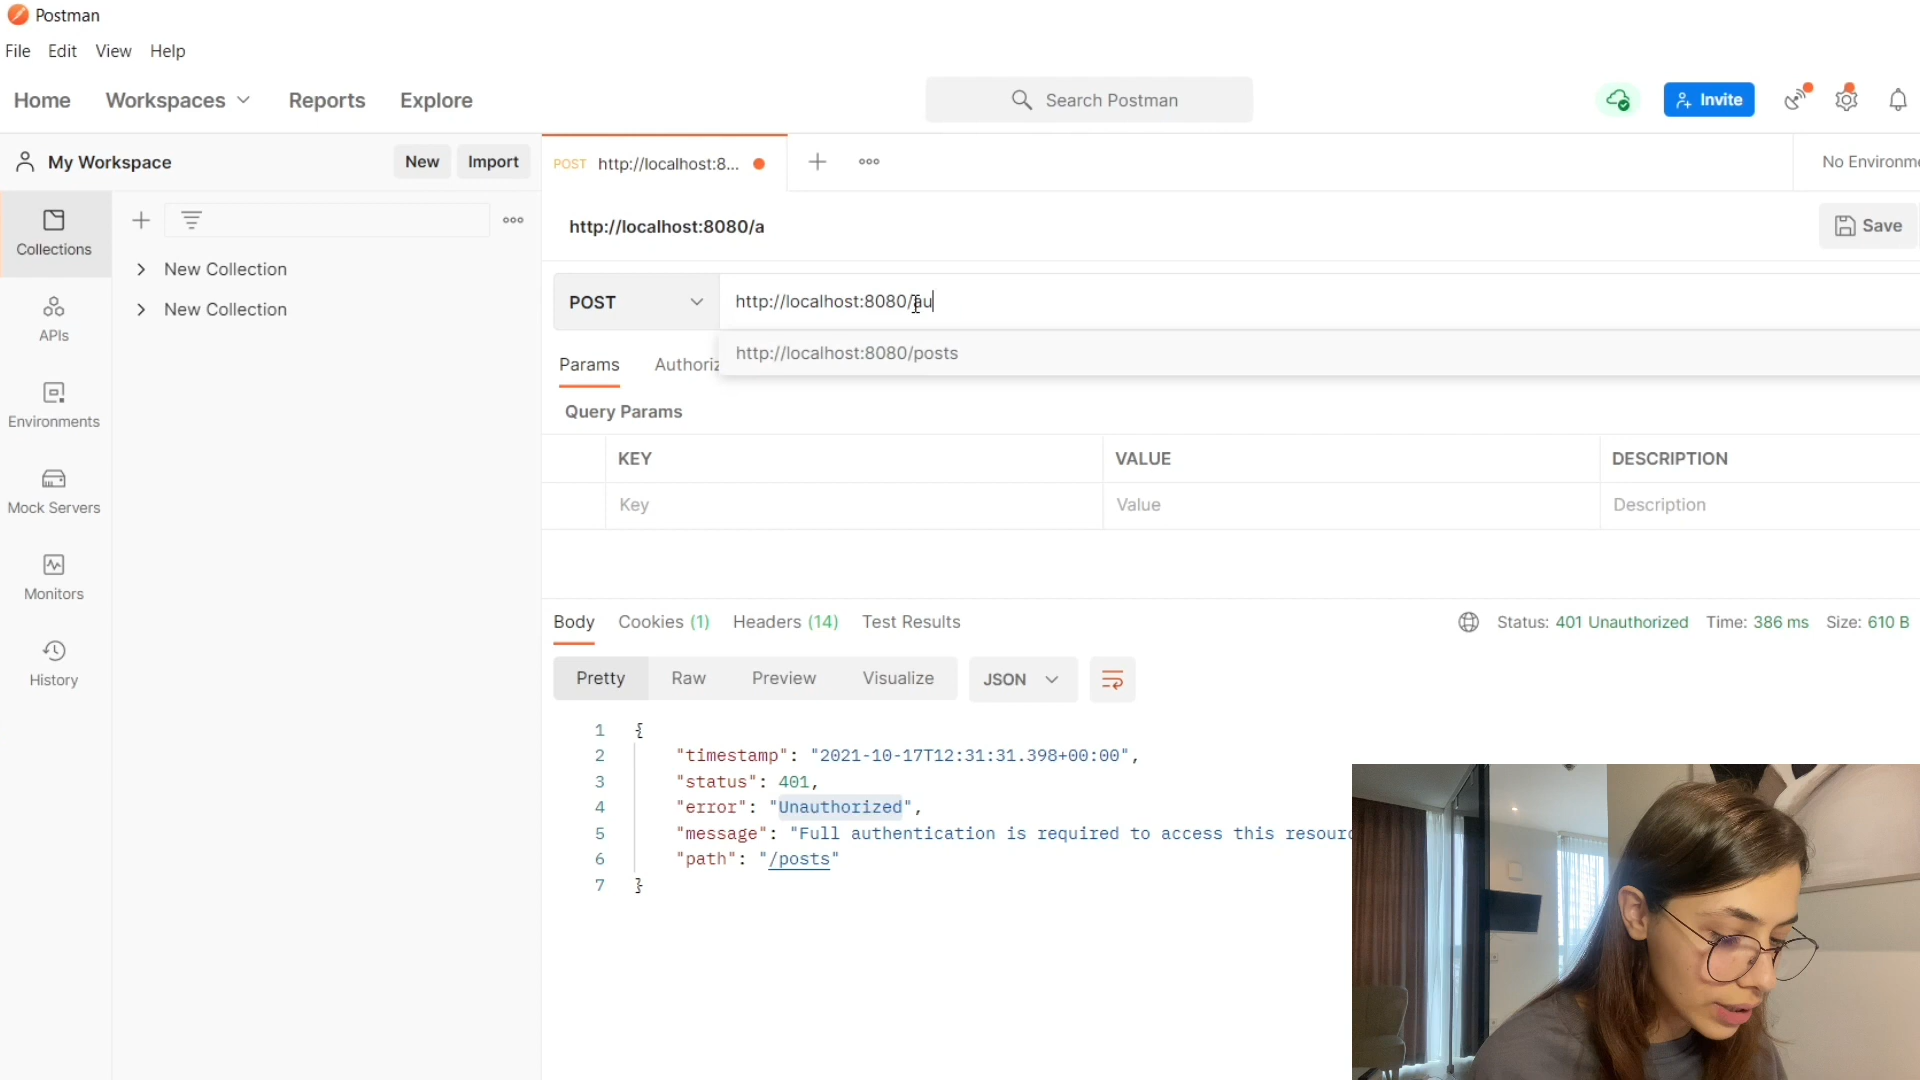 Postman
File Edit View Help
Home Workspaces Reports Explore
Search Postman
Invite
My Workspace
New Import
POST http://localhost:8...
No Environme
Collections
New Collection
New Collection
http://localhost:8080/a
Save
POST
http://localhost:8080/au
http://localhost:8080/posts
APIs
Environments
Mock Servers
Monitors
History
Params Authoriz
Query Params
KEY VALUE DESCRIPTION
Key Value Description
Body Cookies (1) Headers (14) Test Results
Status: 401 Unauthorized Time: 386 ms Size: 610 B
Pretty Raw Preview Visualize JSON
1 {
2 "timestamp": "2021-10-17T12:31:31.398+00:00",
3 "status": 401,
4 "error": "Unauthorized",
5 "message": "Full authentication is required to access this resourc
6 "path": "/posts"
7 }